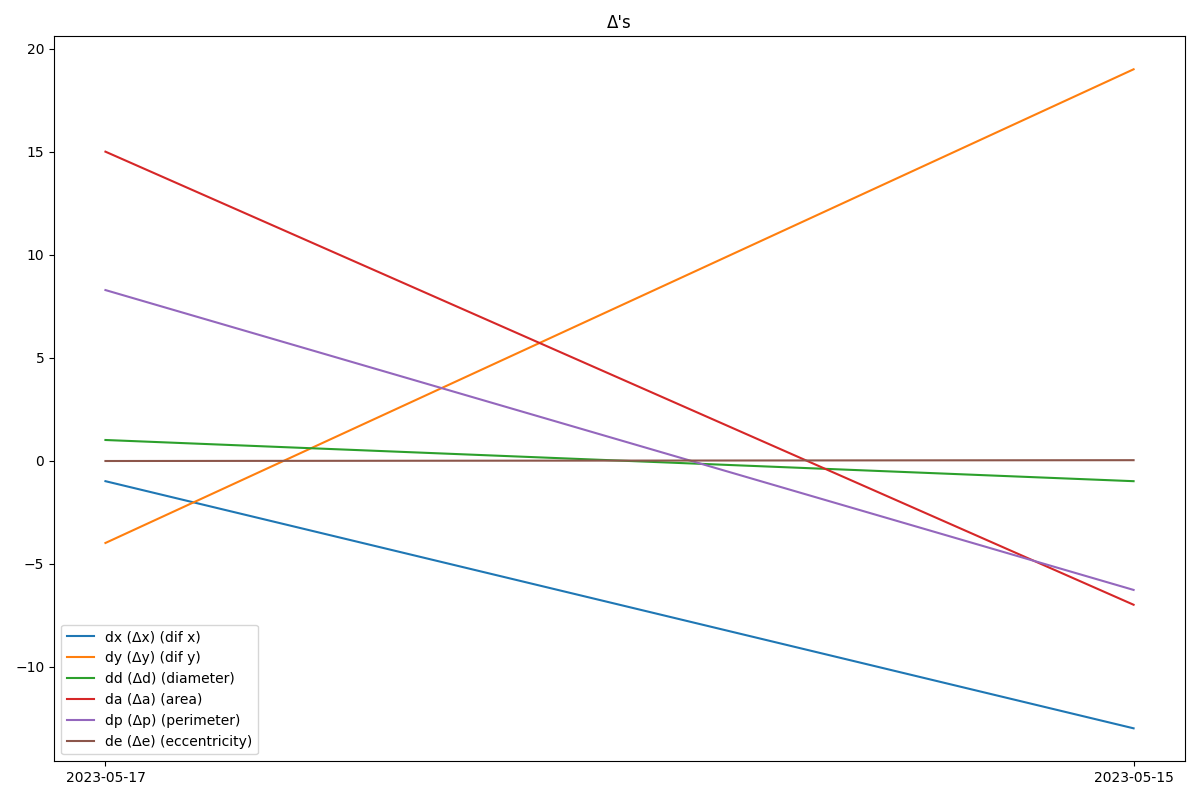 Δ's
20
15
10
5
0
−5
−10
dx (Δx) (dif x)
dy (Δy) (dif y)
dd (Δd) (diameter)
da (Δa) (area)
dp (Δp) (perimeter)
de (Δe) (eccentricity)
2023-05-17
2023-05-15